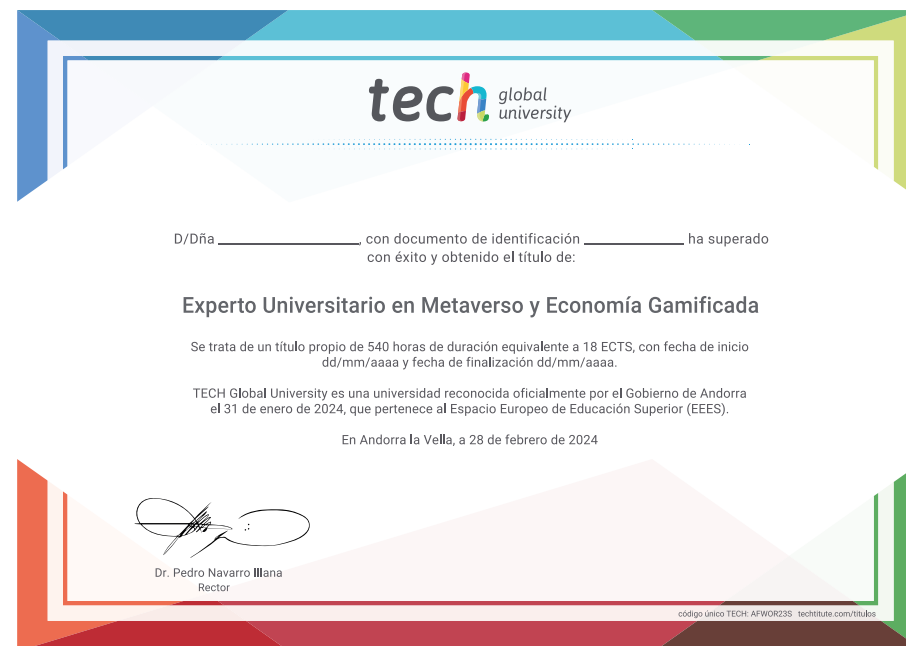 tech global university
D/Dña ____________________, con documento de identificación ______________ ha superado
con éxito y obtenido el título de:
Experto Universitario en Metaverso y Economía Gamificada
Se trata de un título propio de 540 horas de duración equivalente a 18 ECTS, con fecha de inicio
dd/mm/aaaa y fecha de finalización dd/mm/aaaa.
TECH Global University es una universidad reconocida oficialmente por el Gobierno de Andorra
el 31 de enero de 2024, que pertenece al Espacio Europeo de Educación Superior (EEES).
En Andorra la Vella, a 28 de febrero de 2024
Dr. Pedro Navarro Illana
Rector
código único TECH: AFWOR23S techtitute.com/titulos